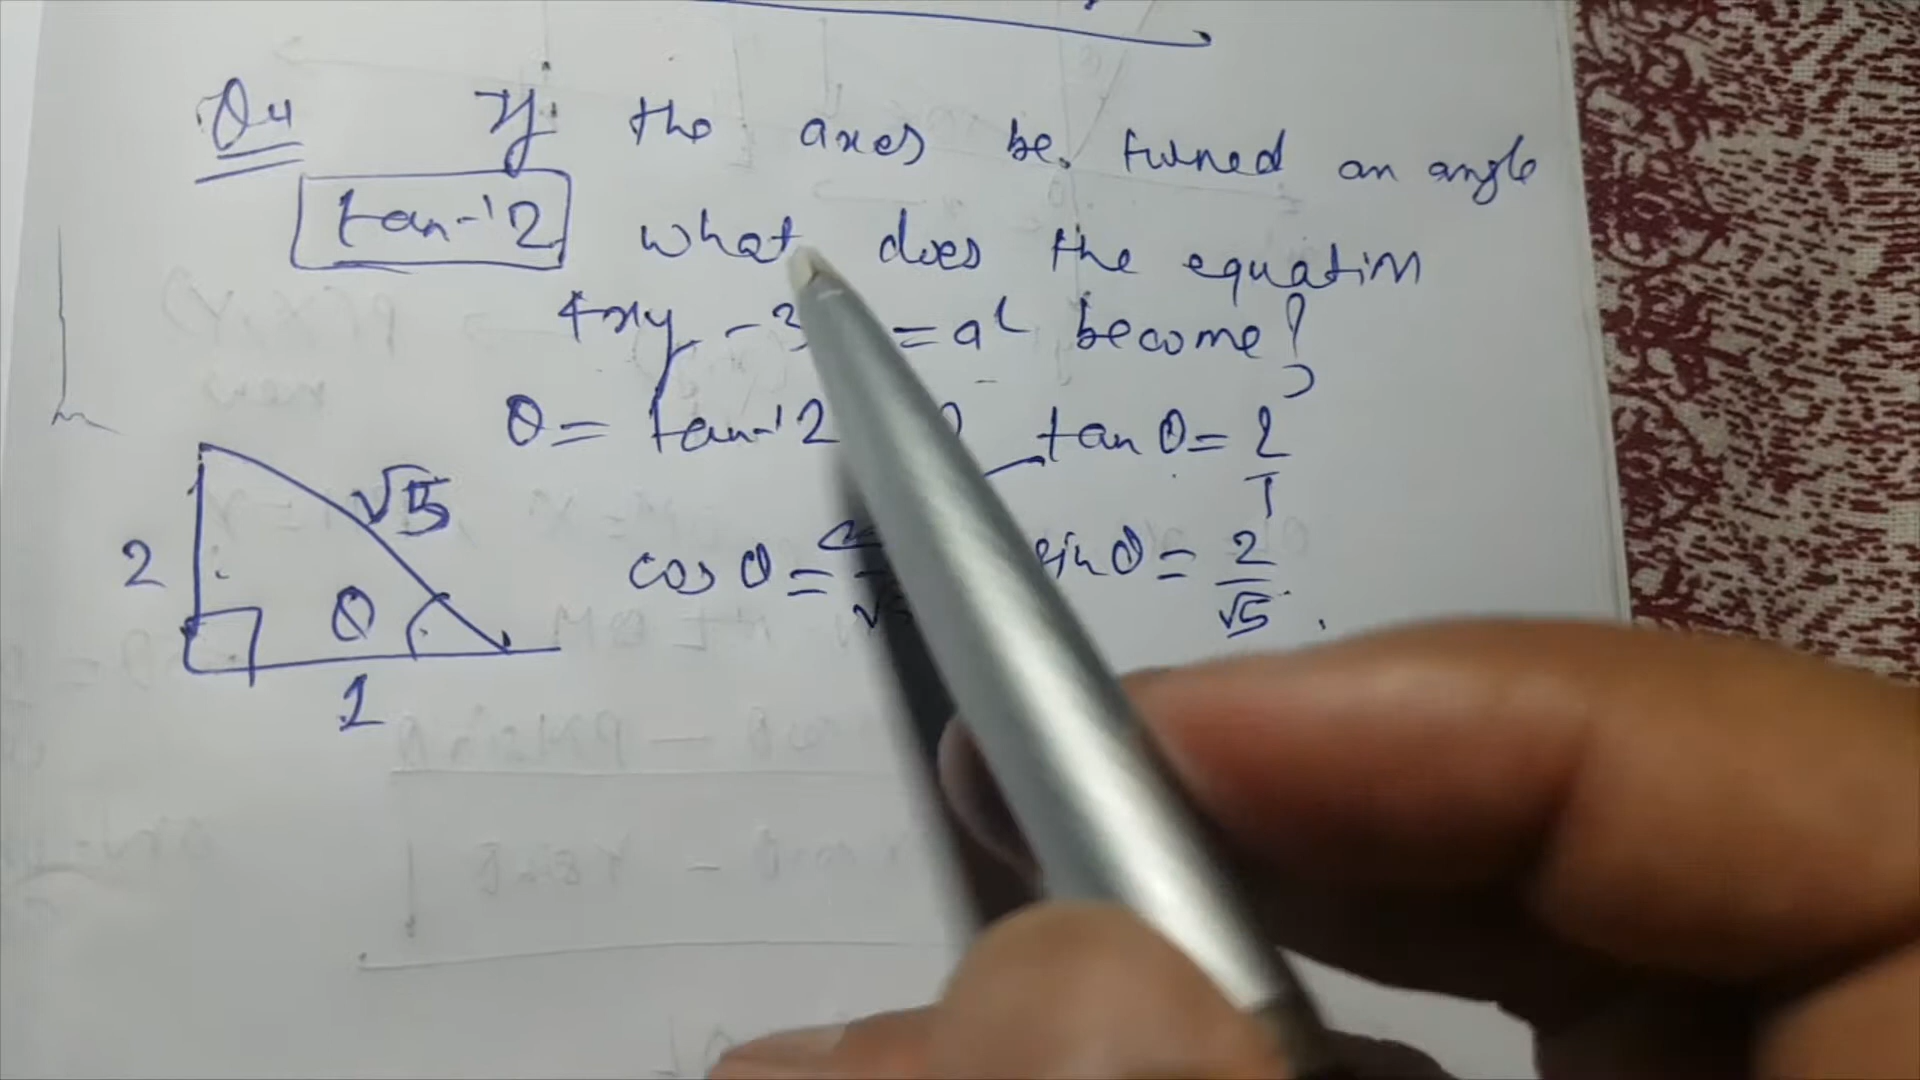 Q4 If the axes be turned an angle
tan-12 what does the equation
4xy - 3 = a² become?
θ = tan-12 tan θ = 2/1
cos θ = sin θ = 2/√5
√5
2
θ
1